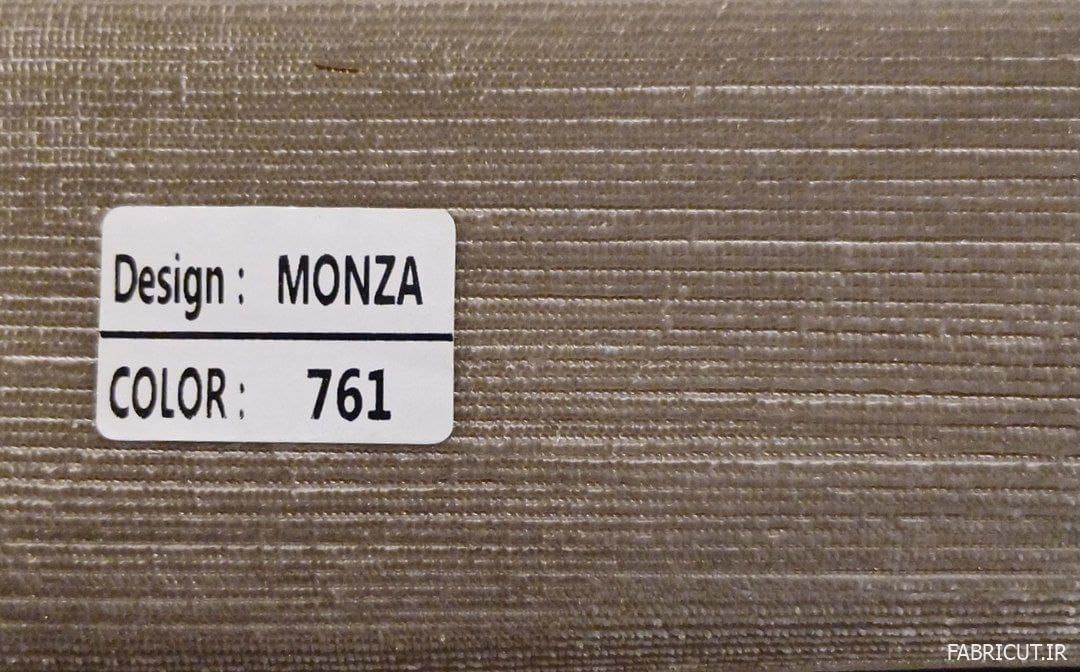 Design : MONZA
COLOR : 761
FABRICUT.IR